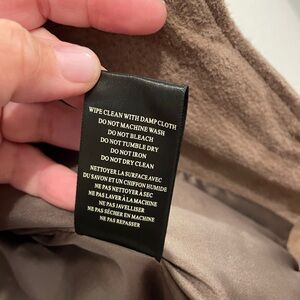 WIPE CLEAN WITH DAMP CLOTH
DO NOT MACHINE WASH
DO NOT BLEACH
DO NOT TUMBLE DRY
DO NOT IRON
DO NOT DRY CLEAN
NETTOYER LA SURFACE AVEC
DU SAVON ET UN CHIFFON HUMIDE
NE PAS NETTOYER À SEC
NE PAS LAVER À LA MACHINE
NE PAS JAVELLISER
NE PAS SÉCHER EN MACHINE
NE PAS REPASSER